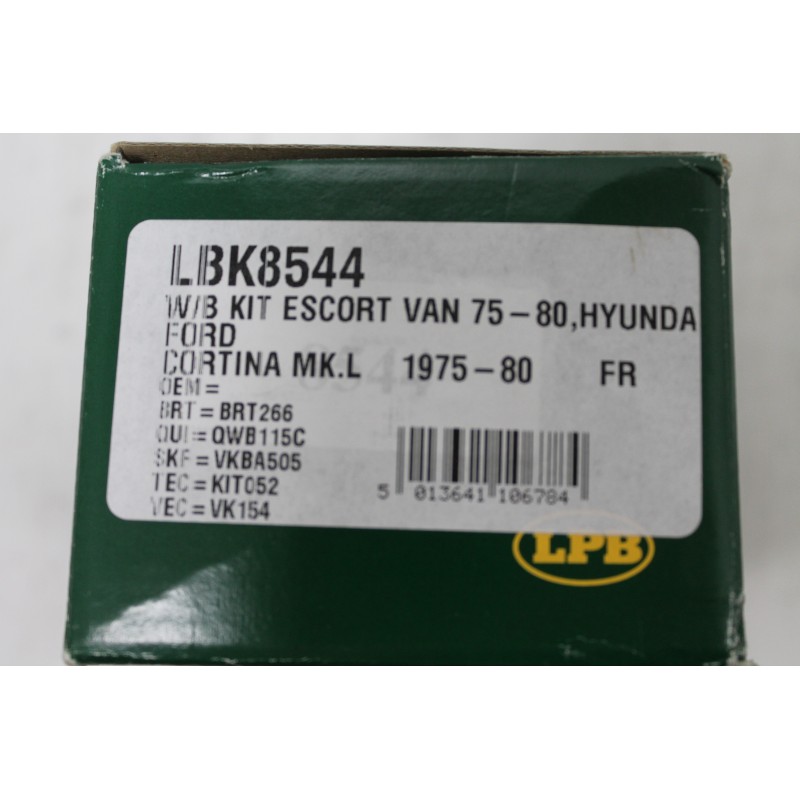 LBK8544
W/B KIT ESCORT VAN 75-80,HYUNDA
FORD
CORTINA MK.L 1975-80 FR
OEM=
BRT=BRT266
QUI=QWB115C
SKF=VKBA505
TEC=KIT052
VEC=VK154
5 013641 106784
LPB
8544